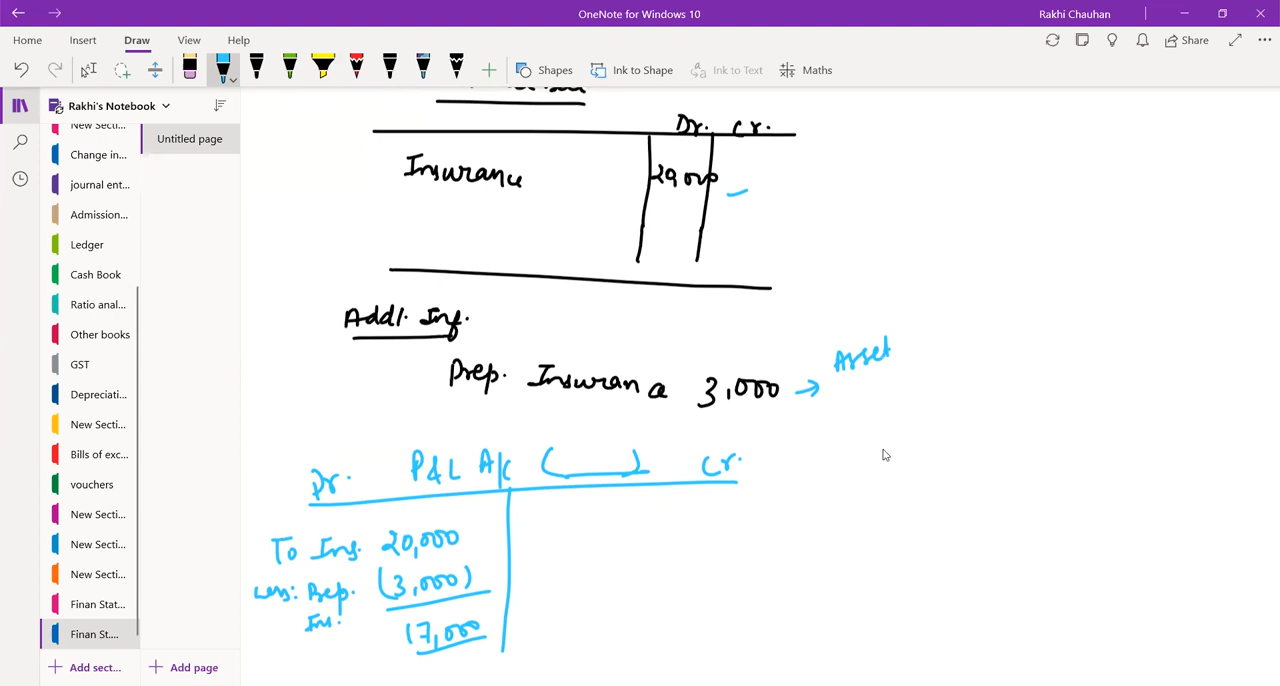 OneNote for Windows 10
Rakhi Chauhan
Home Insert Draw View Help
Share
Shapes Ink to Shape Ink to Text Maths
Rakhi's Notebook
Untitled page
New Secti...
Change in...
journal ent...
Admission...
Ledger
Cash Book
Ratio anal...
Other books
GST
Depreciati...
New Secti...
Bills of exc...
vouchers
New Secti...
New Secti...
New Secti...
Finan Stat...
Finan St....
Add sect...
Add page
Dr. Cr.
Insurance 20,000
Addl. Inf.
Prep. Insurance 3,000 → Asset
Dr. P&L A/c ( ) Cr.
To Ins. 20,000
Less: Prep. (3,000)
Ins. 17,000